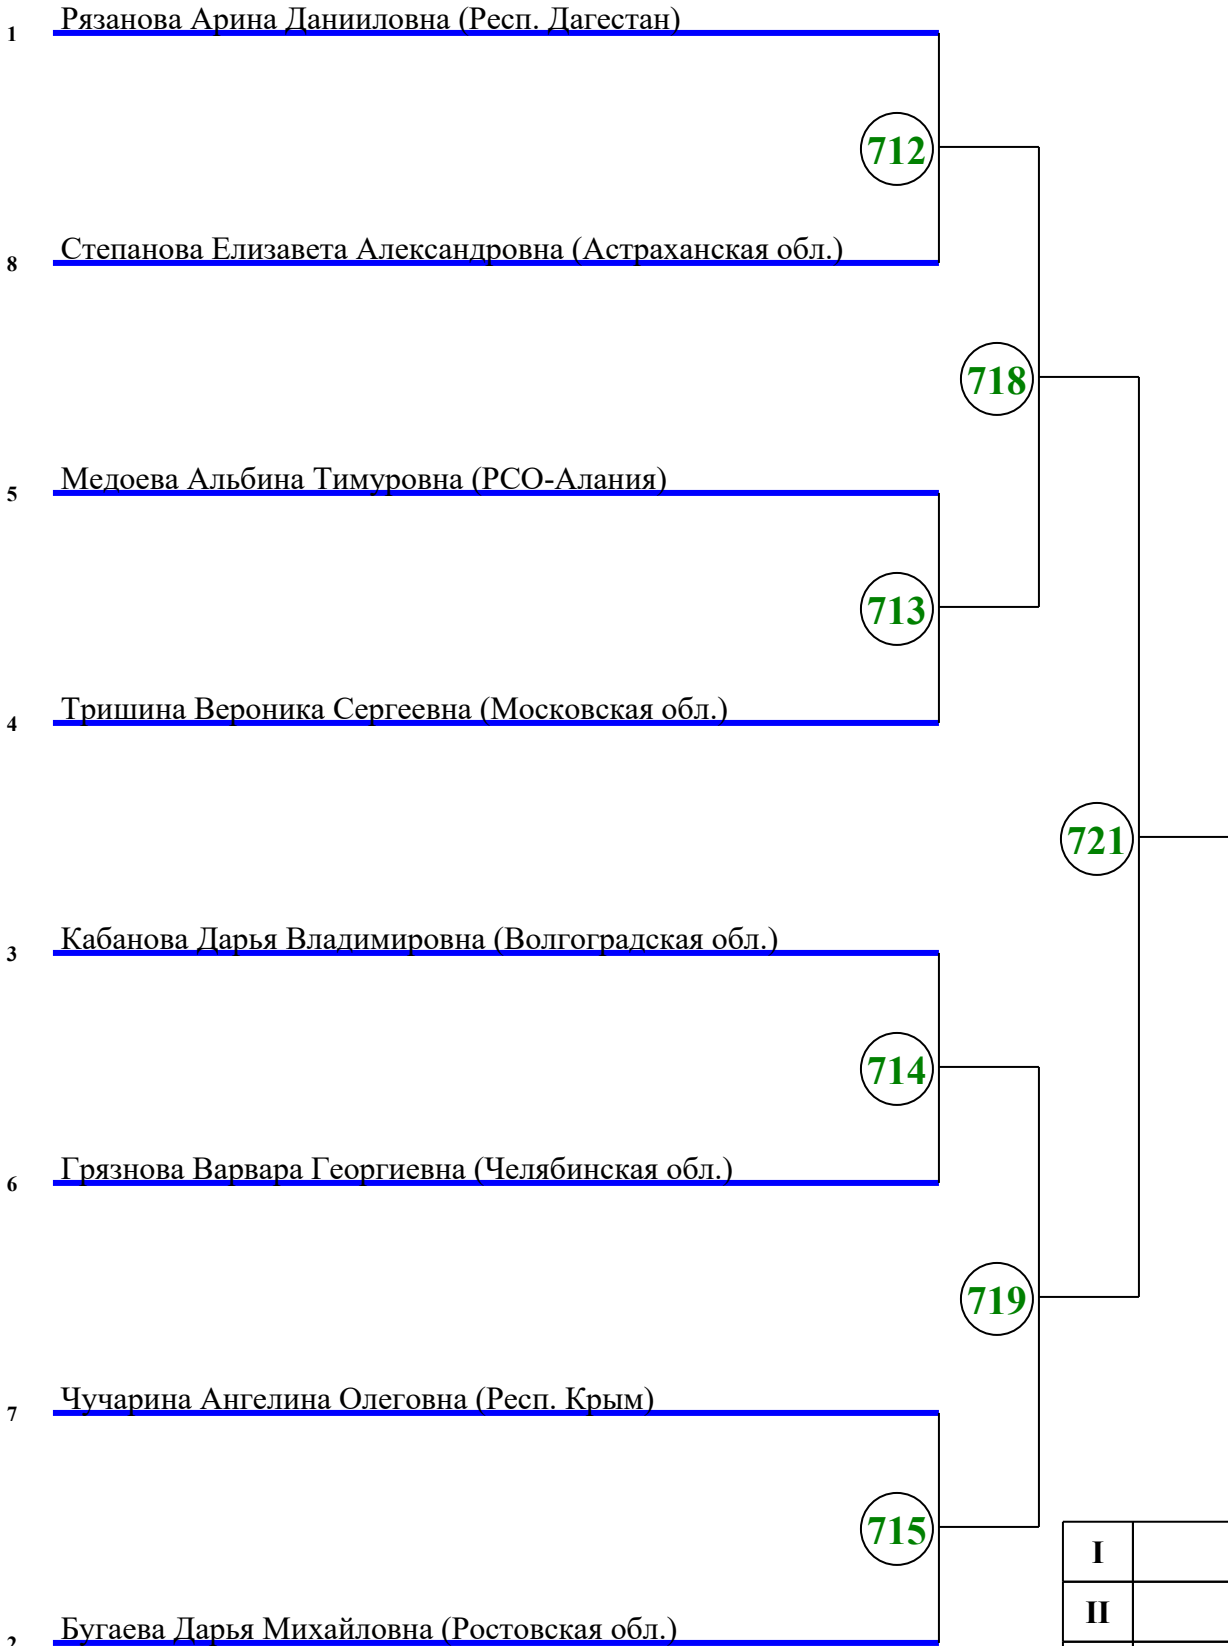 1 Рязанова Арина Данииловна (Респ. Дагестан)
712
8 Степанова Елизавета Александровна (Астраханская обл.)
718
5 Медоева Альбина Тимуровна (РСО-Алания)
713
4 Тришина Вероника Сергеевна (Московская обл.)
721
3 Кабанова Дарья Владимировна (Волгоградская обл.)
714
6 Грязнова Варвара Георгиевна (Челябинская обл.)
719
7 Чучарина Ангелина Олеговна (Респ. Крым)
715
I
II
2 Бугаева Дарья Михайловна (Ростовская обл.)